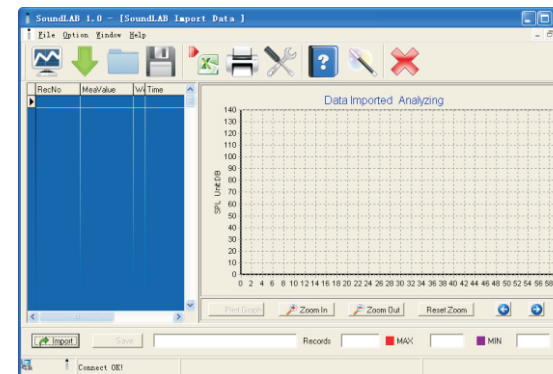 SoundLAB 1.0 - [SoundLAB Import Data ]
File Option Window Help
RecNo MeaValue W Time
Data Imported Analyzing
140
130
120
110
100
90
80
70
60
50
40
30
20
10
0
SPL Unit:DB
0 2 4 6 8 10 12 14 16 18 20 22 24 26 28 30 32 34 36 38 40 42 44 46 48 50 52 54 56 58
Print Graph Zoom In Zoom Out Reset Zoom
Import Save Records MAX MIN
Connect OK!